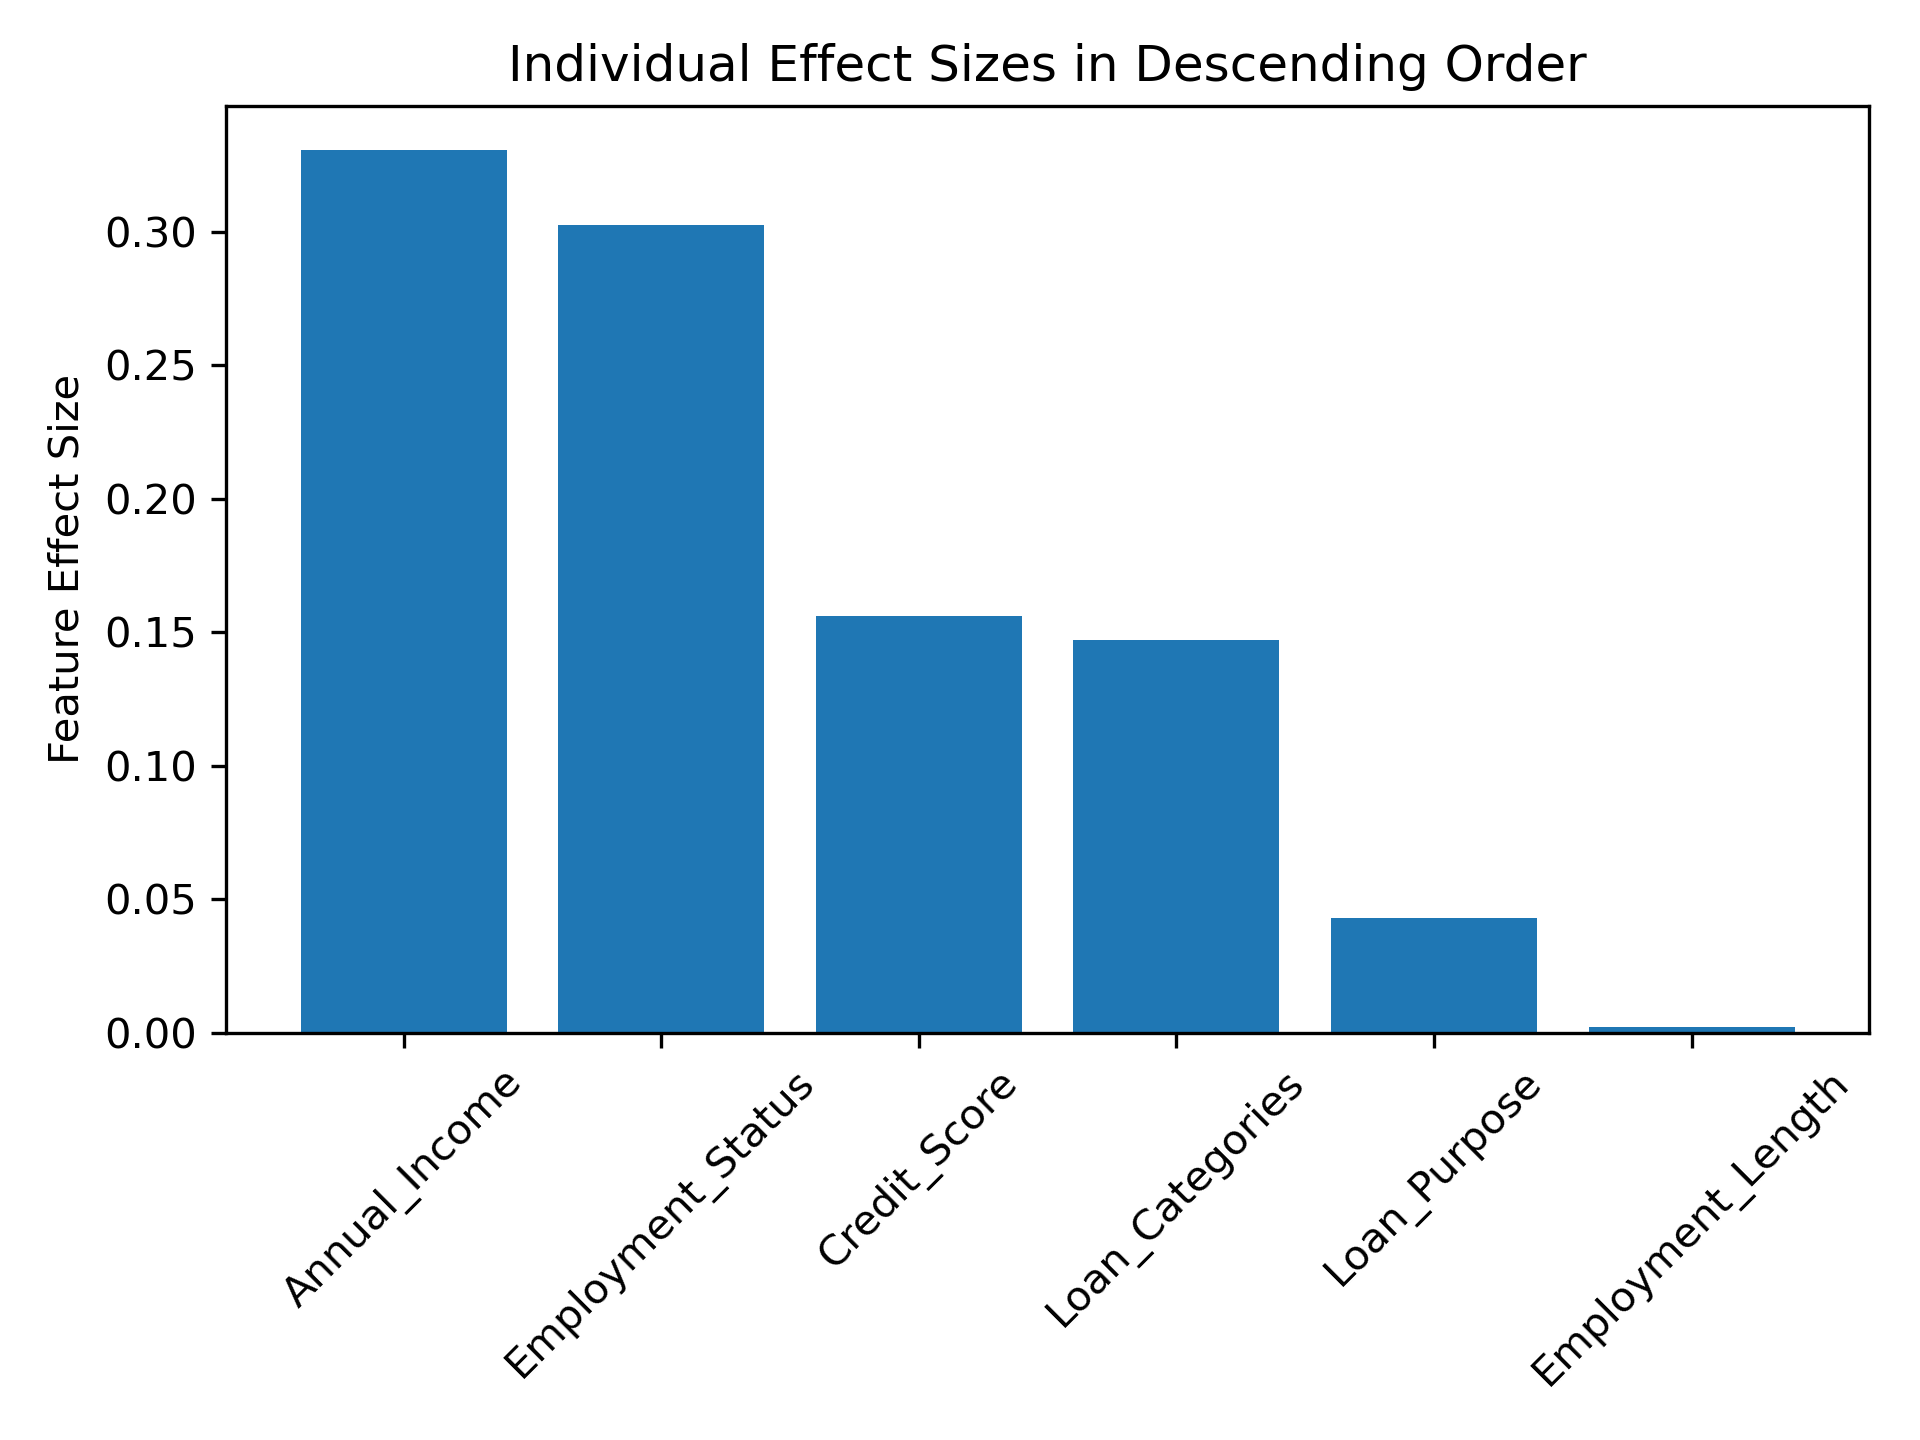 Individual Effect Sizes in Descending Order
Feature Effect Size
0.30
0.25
0.20
0.15
0.10
0.05
0.00
Annual_Income
Employment_Status
Credit_Score
Loan_Categories
Loan_Purpose
Employment_Length